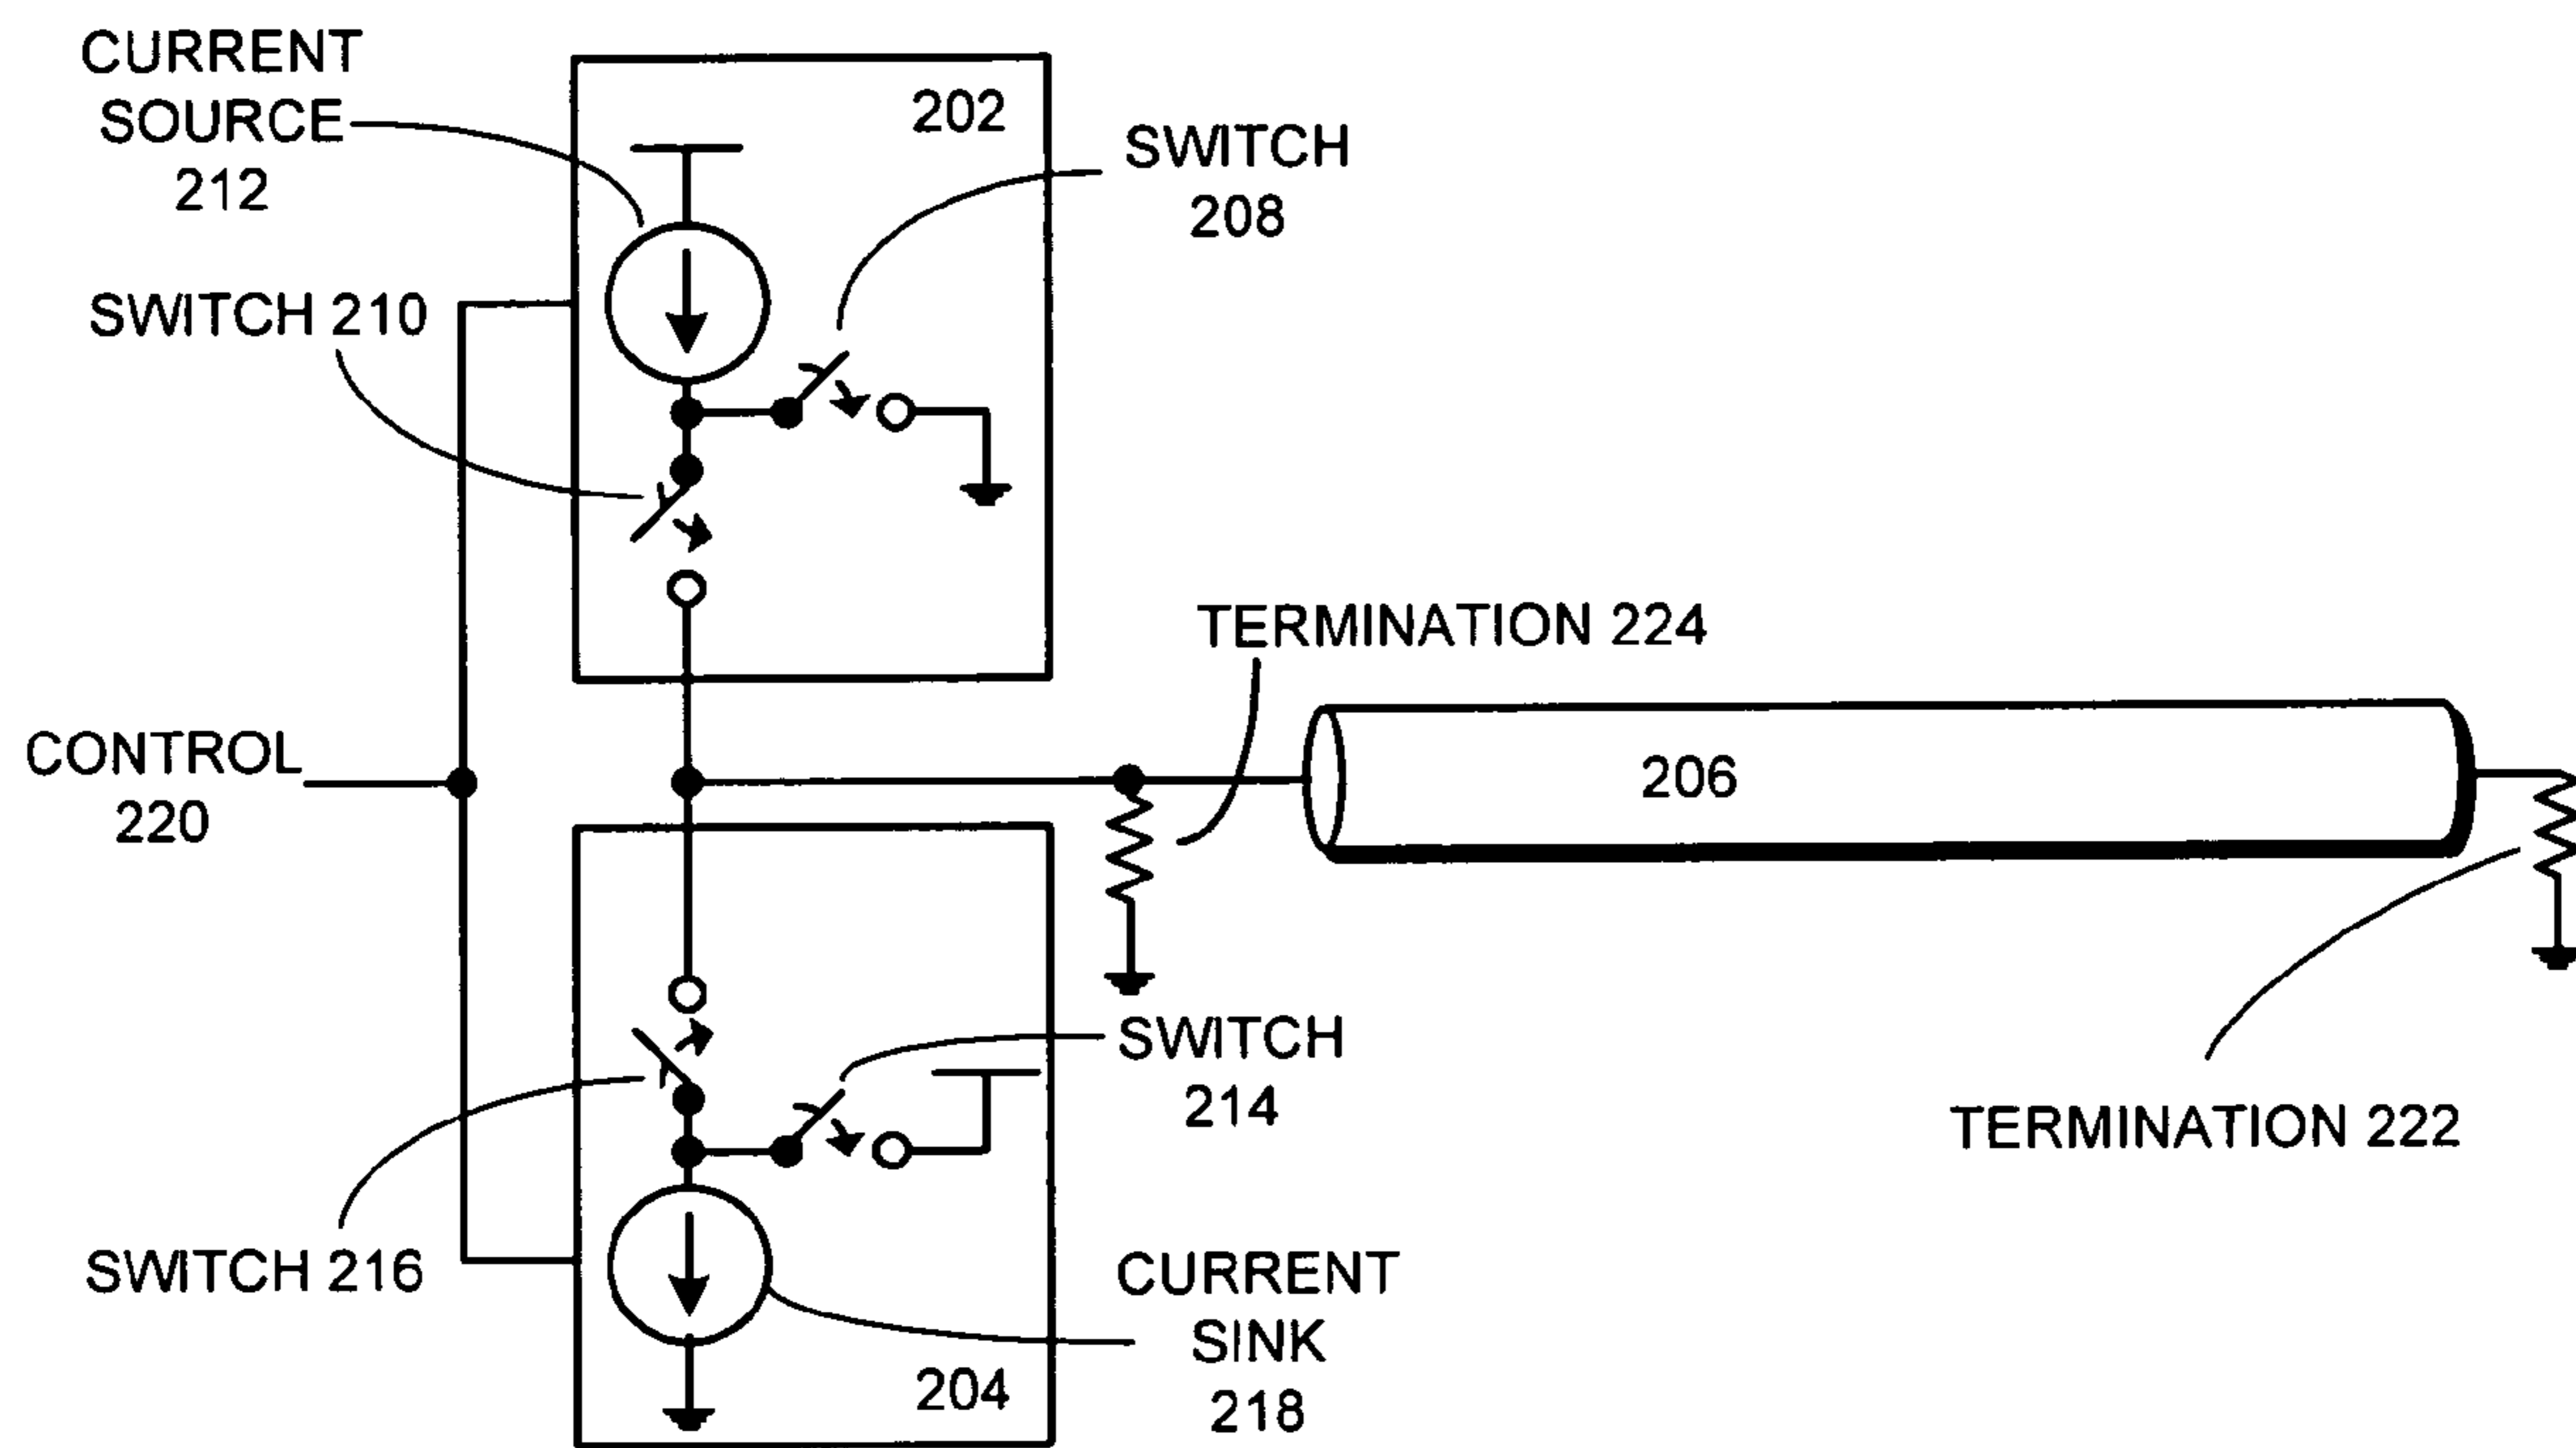 CURRENT
SOURCE
212
202
SWITCH
208
SWITCH 210
TERMINATION 224
CONTROL
220
206
SWITCH
214
TERMINATION 222
SWITCH 216
CURRENT
SINK
218
204